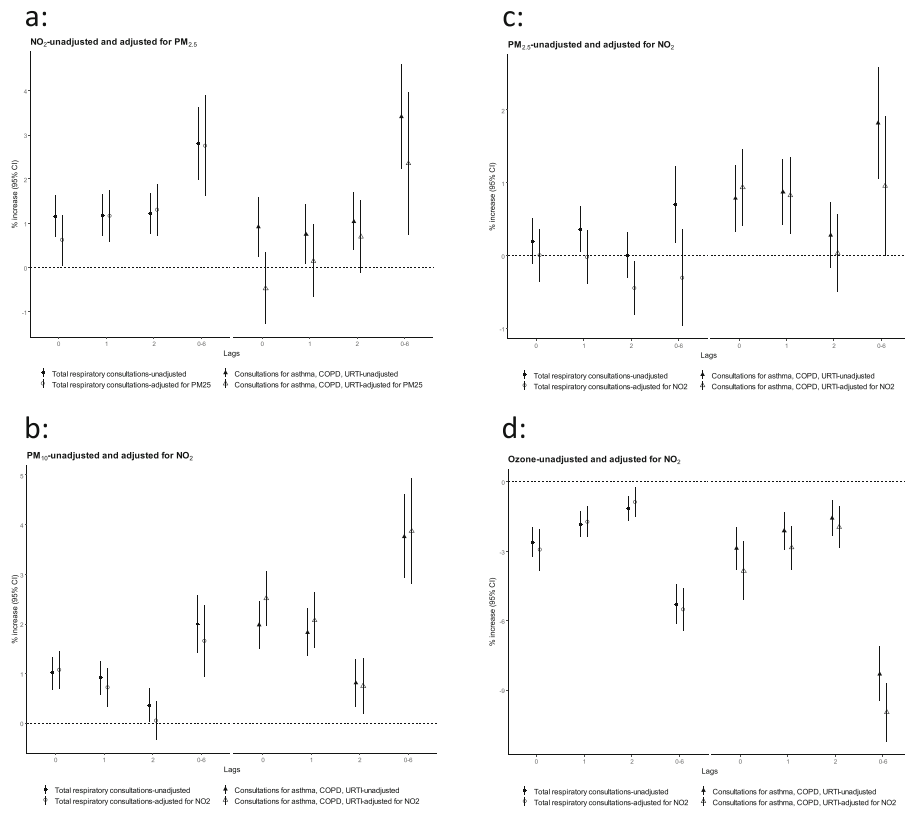 a:
NO₂-unadjusted and adjusted for PM₂.₅
% increase (95% CI)
4
3
2
1
0
-1
0 1 2 0-6 0 1 2 0-6
Lags
Total respiratory consultations-unadjusted Consultations for asthma, COPD, URTI-unadjusted
Total respiratory consultations-adjusted for PM25 Consultations for asthma, COPD, URTI-adjusted for PM25
c:
PM₂.₅-unadjusted and adjusted for NO₂
% increase (95% CI)
2
1
0
-1
0 1 2 0-6 0 1 2 0-6
Lags
Total respiratory consultations-unadjusted Consultations for asthma, COPD, URTI-unadjusted
Total respiratory consultations-adjusted for NO2 Consultations for asthma, COPD, URTI-adjusted for NO2
b:
PM₁₀-unadjusted and adjusted for NO₂
% increase (95% CI)
5
4
3
2
1
0
0 1 2 0-6 0 1 2 0-6
Lags
Total respiratory consultations-unadjusted Consultations for asthma, COPD, URTI-unadjusted
Total respiratory consultations-adjusted for NO2 Consultations for asthma, COPD, URTI-adjusted for NO2
d:
Ozone-unadjusted and adjusted for NO₂
% increase (95% CI)
0
-3
-6
-9
0 1 2 0-6 0 1 2 0-6
Lags
Total respiratory consultations-unadjusted Consultations for asthma, COPD, URTI-unadjusted
Total respiratory consultations-adjusted for NO2 Consultations for asthma, COPD, URTI-adjusted for NO2